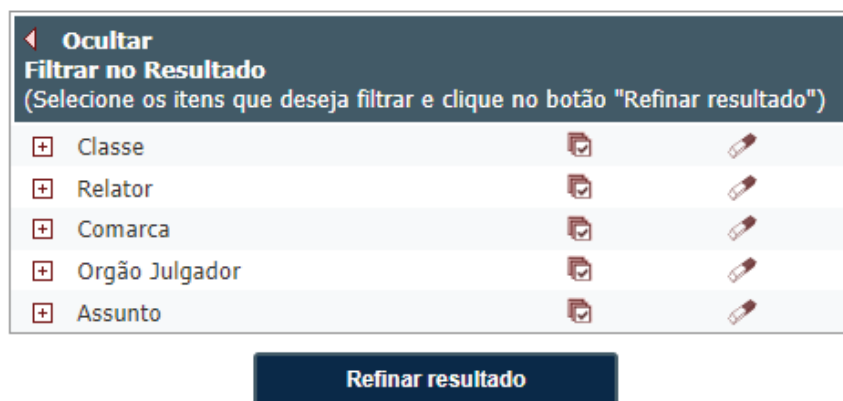 Ocultar
Filtrar no Resultado
(Selecione os itens que deseja filtrar e clique no botão "Refinar resultado")
Classe
Relator
Comarca
Orgão Julgador
Assunto
Refinar resultado